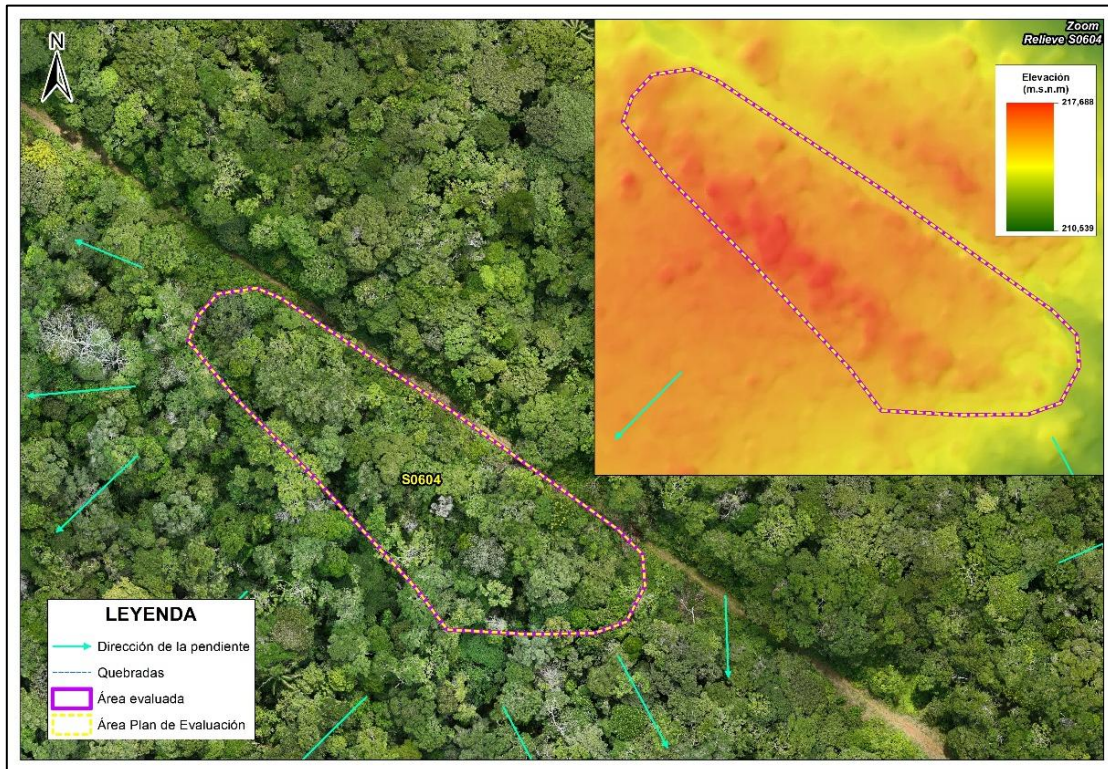 N
Zoom
Relieve S0604
Elevación
(m.s.n.m)
217,688
210,539
S0604
LEYENDA
Dirección de la pendiente
Quebradas
Área evaluada
Área Plan de Evaluación